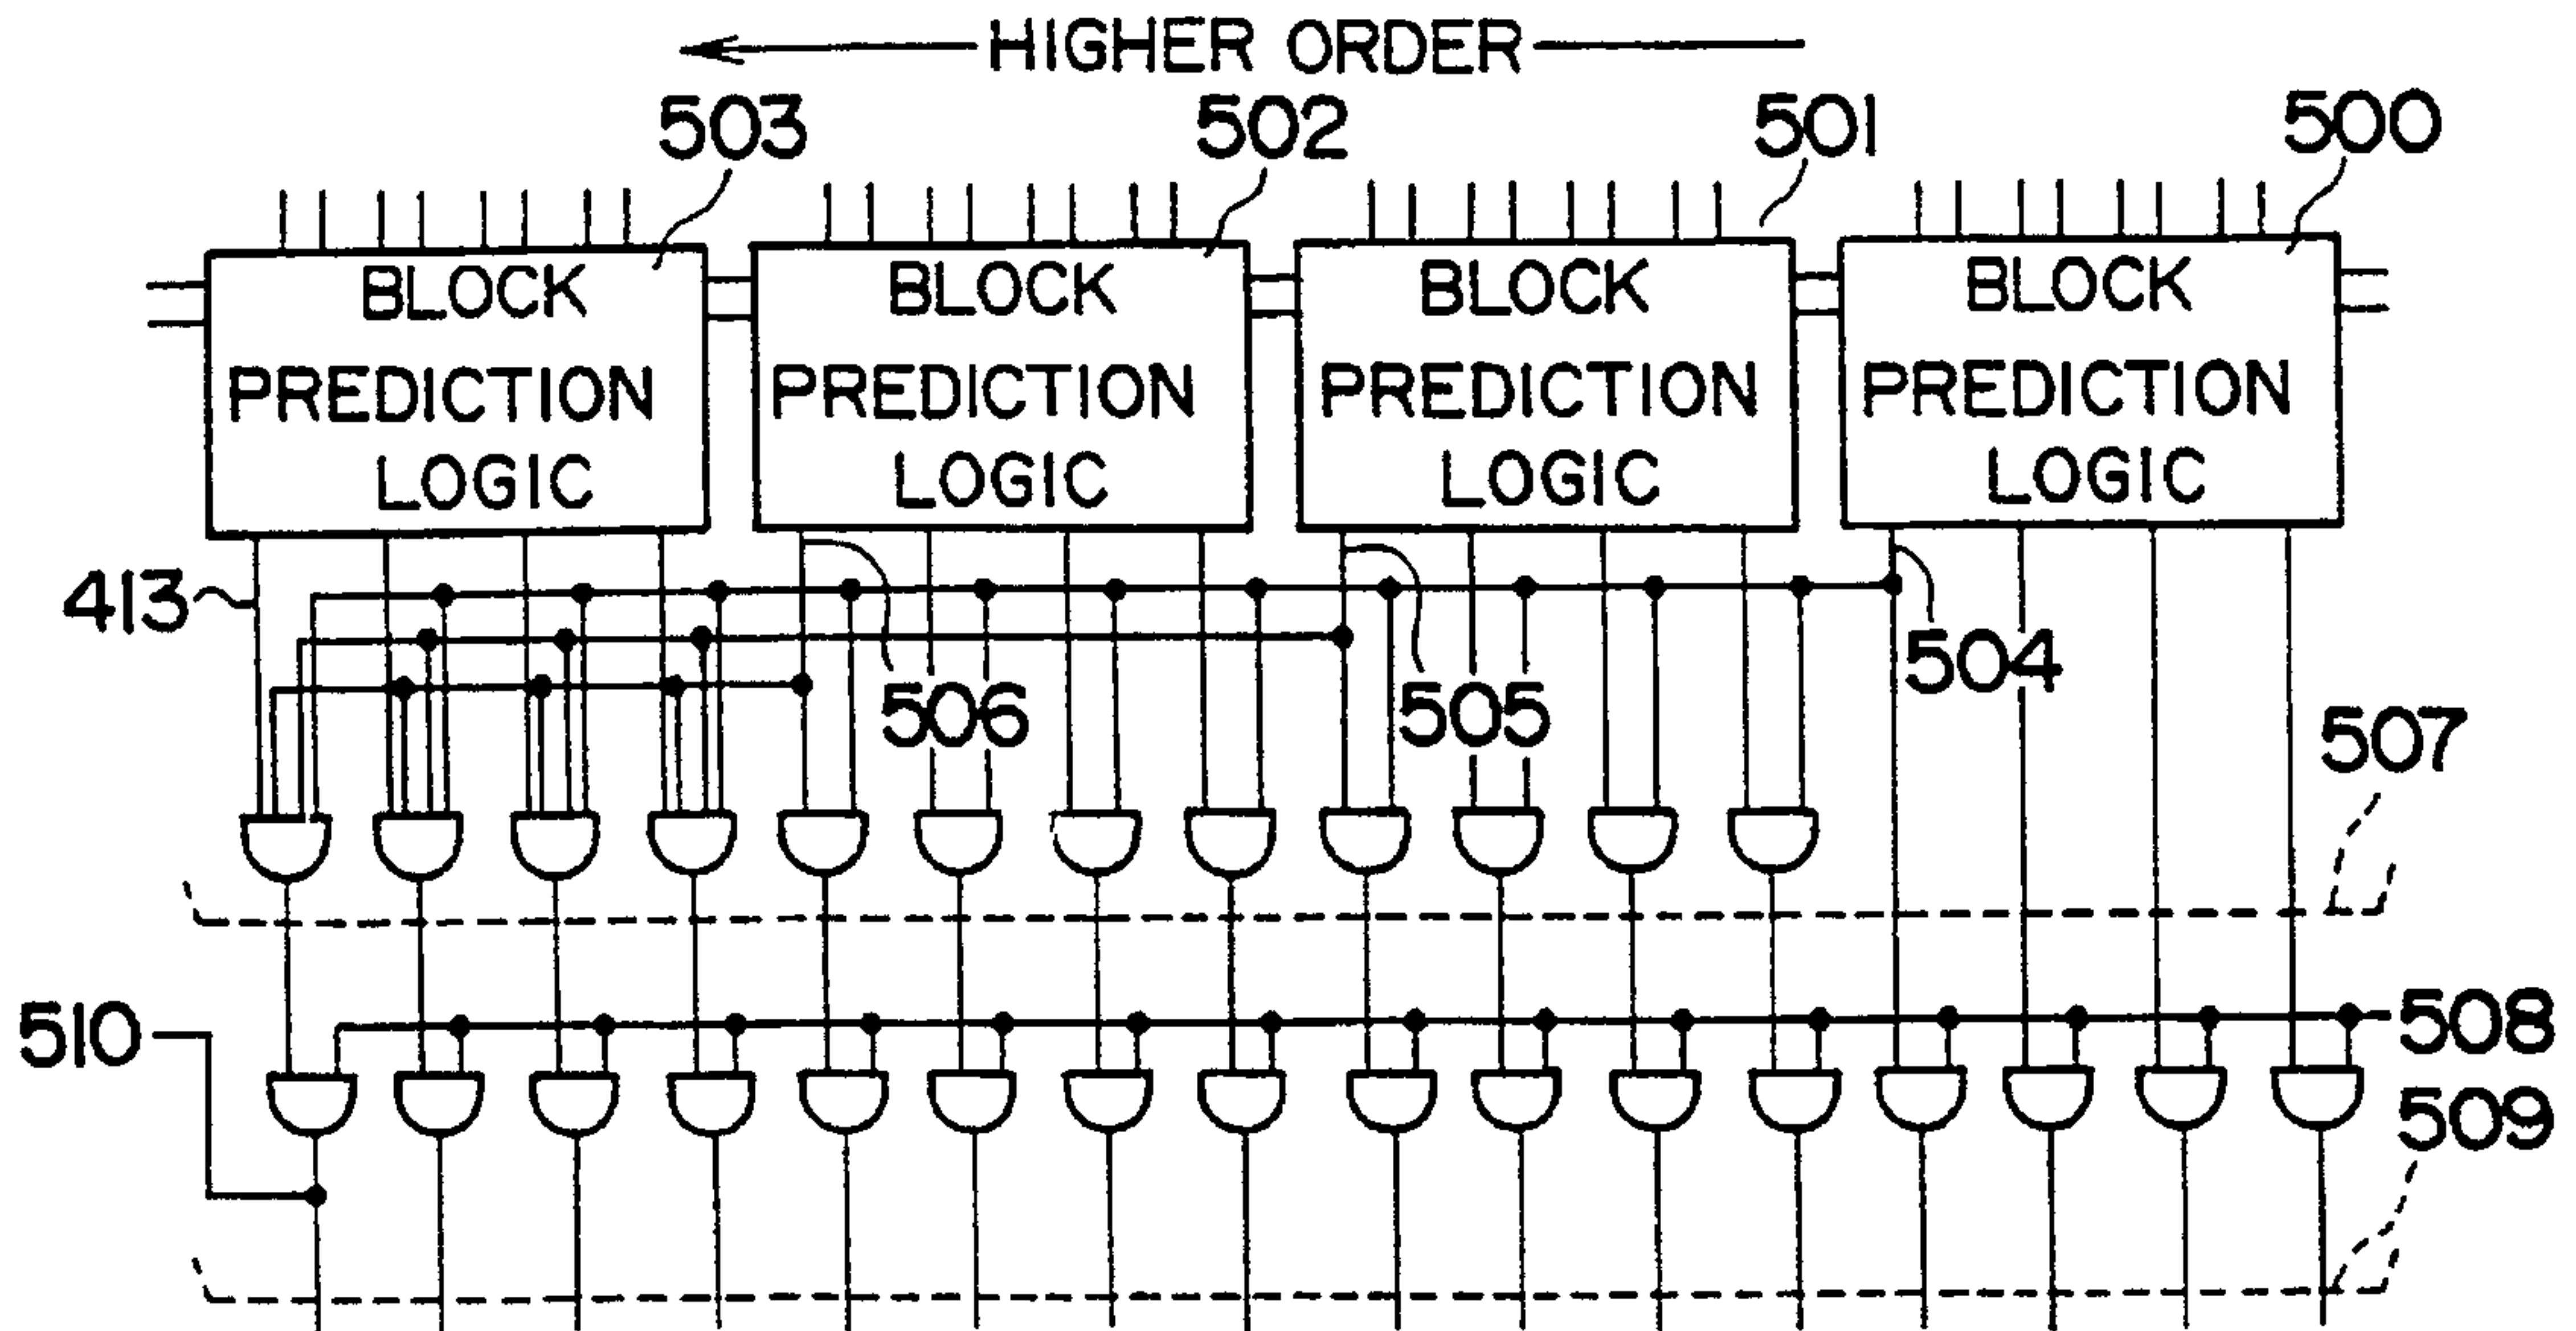 HIGHER ORDER
503 502 501 500
BLOCK PREDICTION LOGIC
BLOCK PREDICTION LOGIC
BLOCK PREDICTION LOGIC
BLOCK PREDICTION LOGIC
413
504
506 505
507
510 508
509